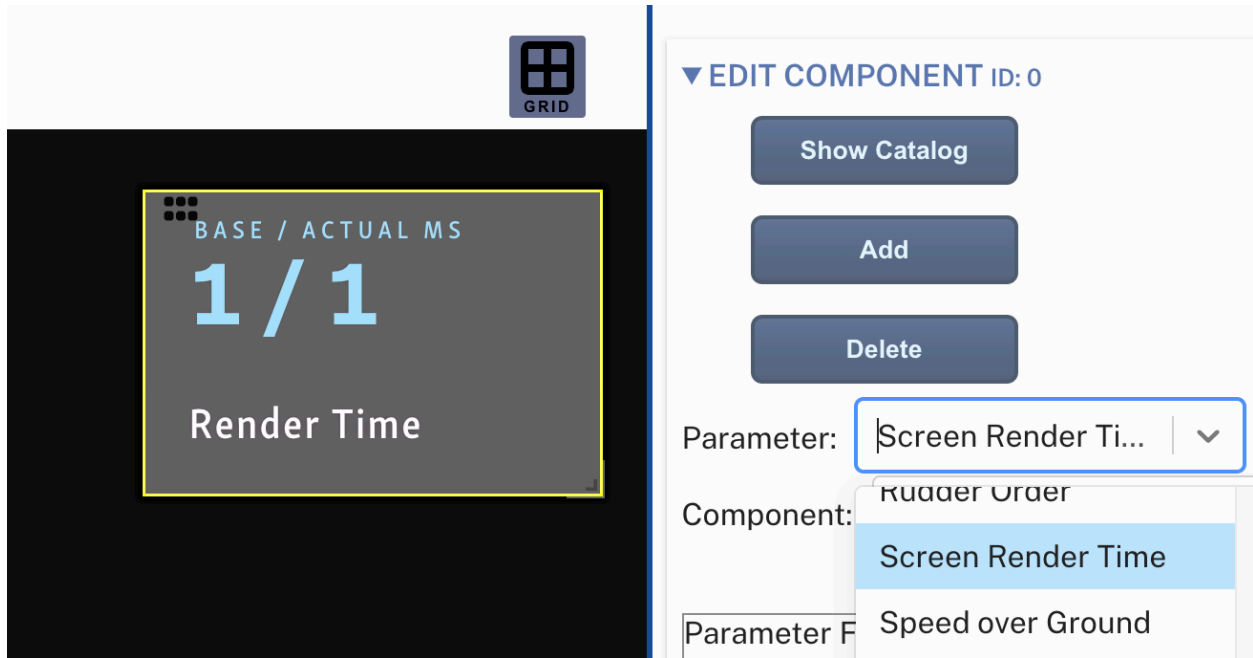 GRID
BASE / ACTUAL MS
1 / 1
Render Time
▼ EDIT COMPONENT ID: 0
Show Catalog
Add
Delete
Parameter: Screen Render Ti...
Component:
Rudder Order
Screen Render Time
Speed over Ground
Parameter F